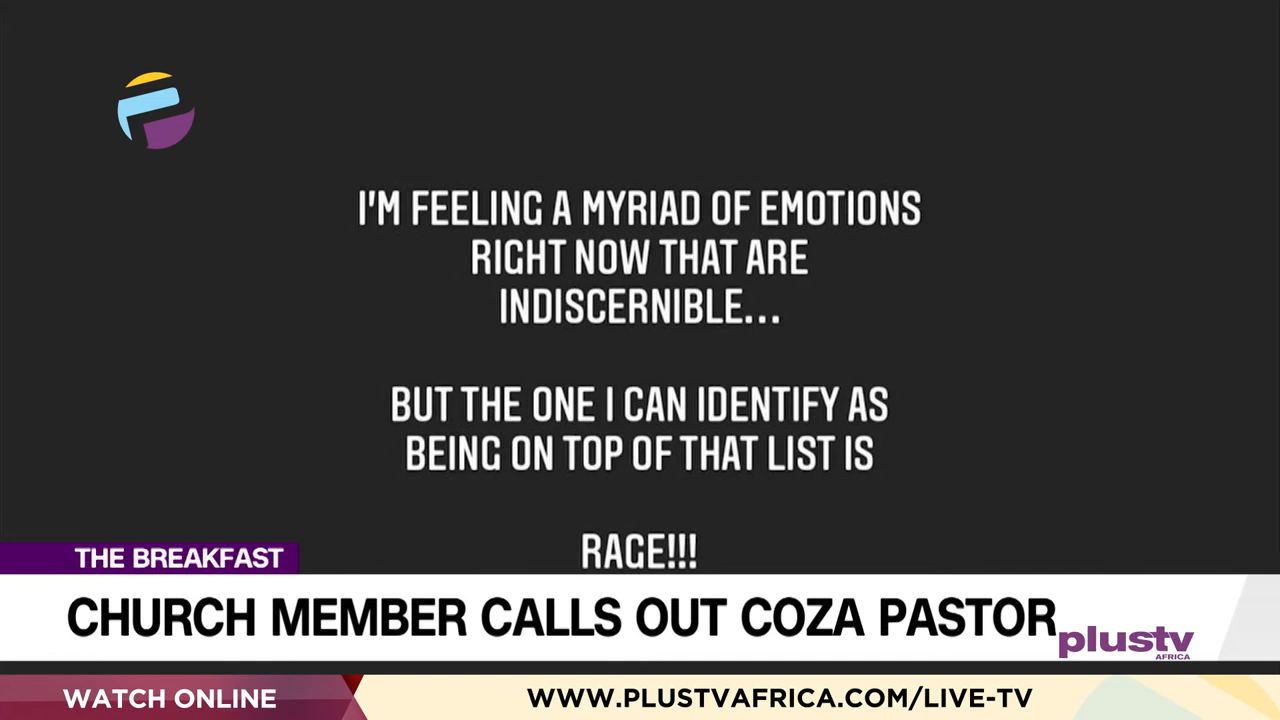 I'M FEELING A MYRIAD OF EMOTIONS
RIGHT NOW THAT ARE
INDISCERNIBLE...
BUT THE ONE I CAN IDENTIFY AS
BEING ON TOP OF THAT LIST IS
RAGE!!!
THE BREAKFAST
CHURCH MEMBER CALLS OUT COZA PASTOR
plustv
AFRICA
WATCH ONLINE
WWW.PLUSTVAFRICA.COM/LIVE-TV